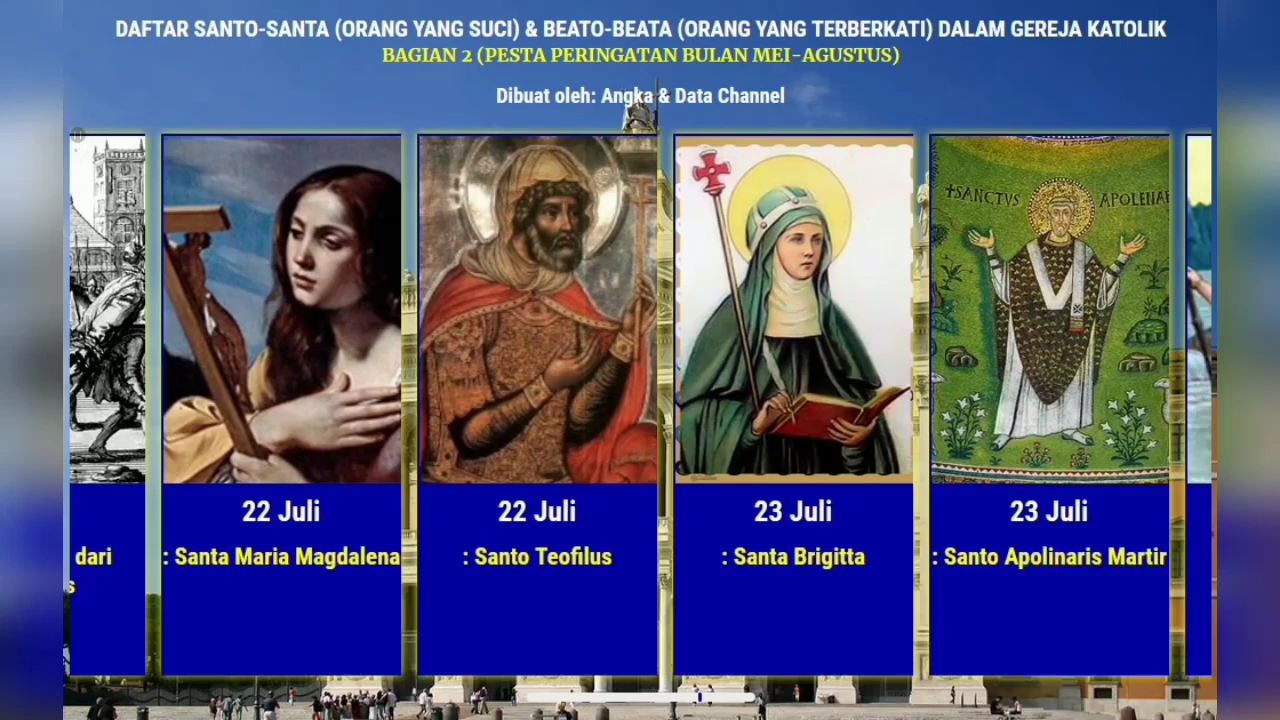 DAFTAR SANTO-SANTA (ORANG YANG SUCI) & BEATO-BEATA (ORANG YANG TERBERKATI) DALAM GEREJA KATOLIK
BAGIAN 2 (PESTA PERINGATAN BULAN MEI-AGUSTUS)
Dibuat oleh: Angka & Data Channel
+SANCTVS APOLENAR
dari
s
22 Juli
: Santa Maria Magdalena
22 Juli
: Santo Teofilus
23 Juli
: Santa Brigitta
23 Juli
: Santo Apolinaris Martir